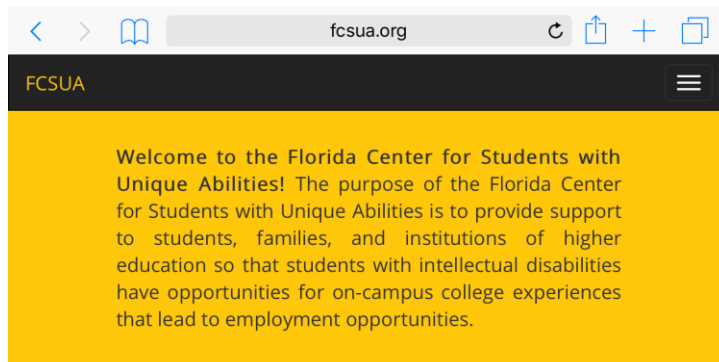 fcsua.org
FCSUA
Welcome to the Florida Center for Students with
Unique Abilities! The purpose of the Florida Center
for Students with Unique Abilities is to provide support
to students, families, and institutions of higher
education so that students with intellectual disabilities
have opportunities for on-campus college experiences
that lead to employment opportunities.